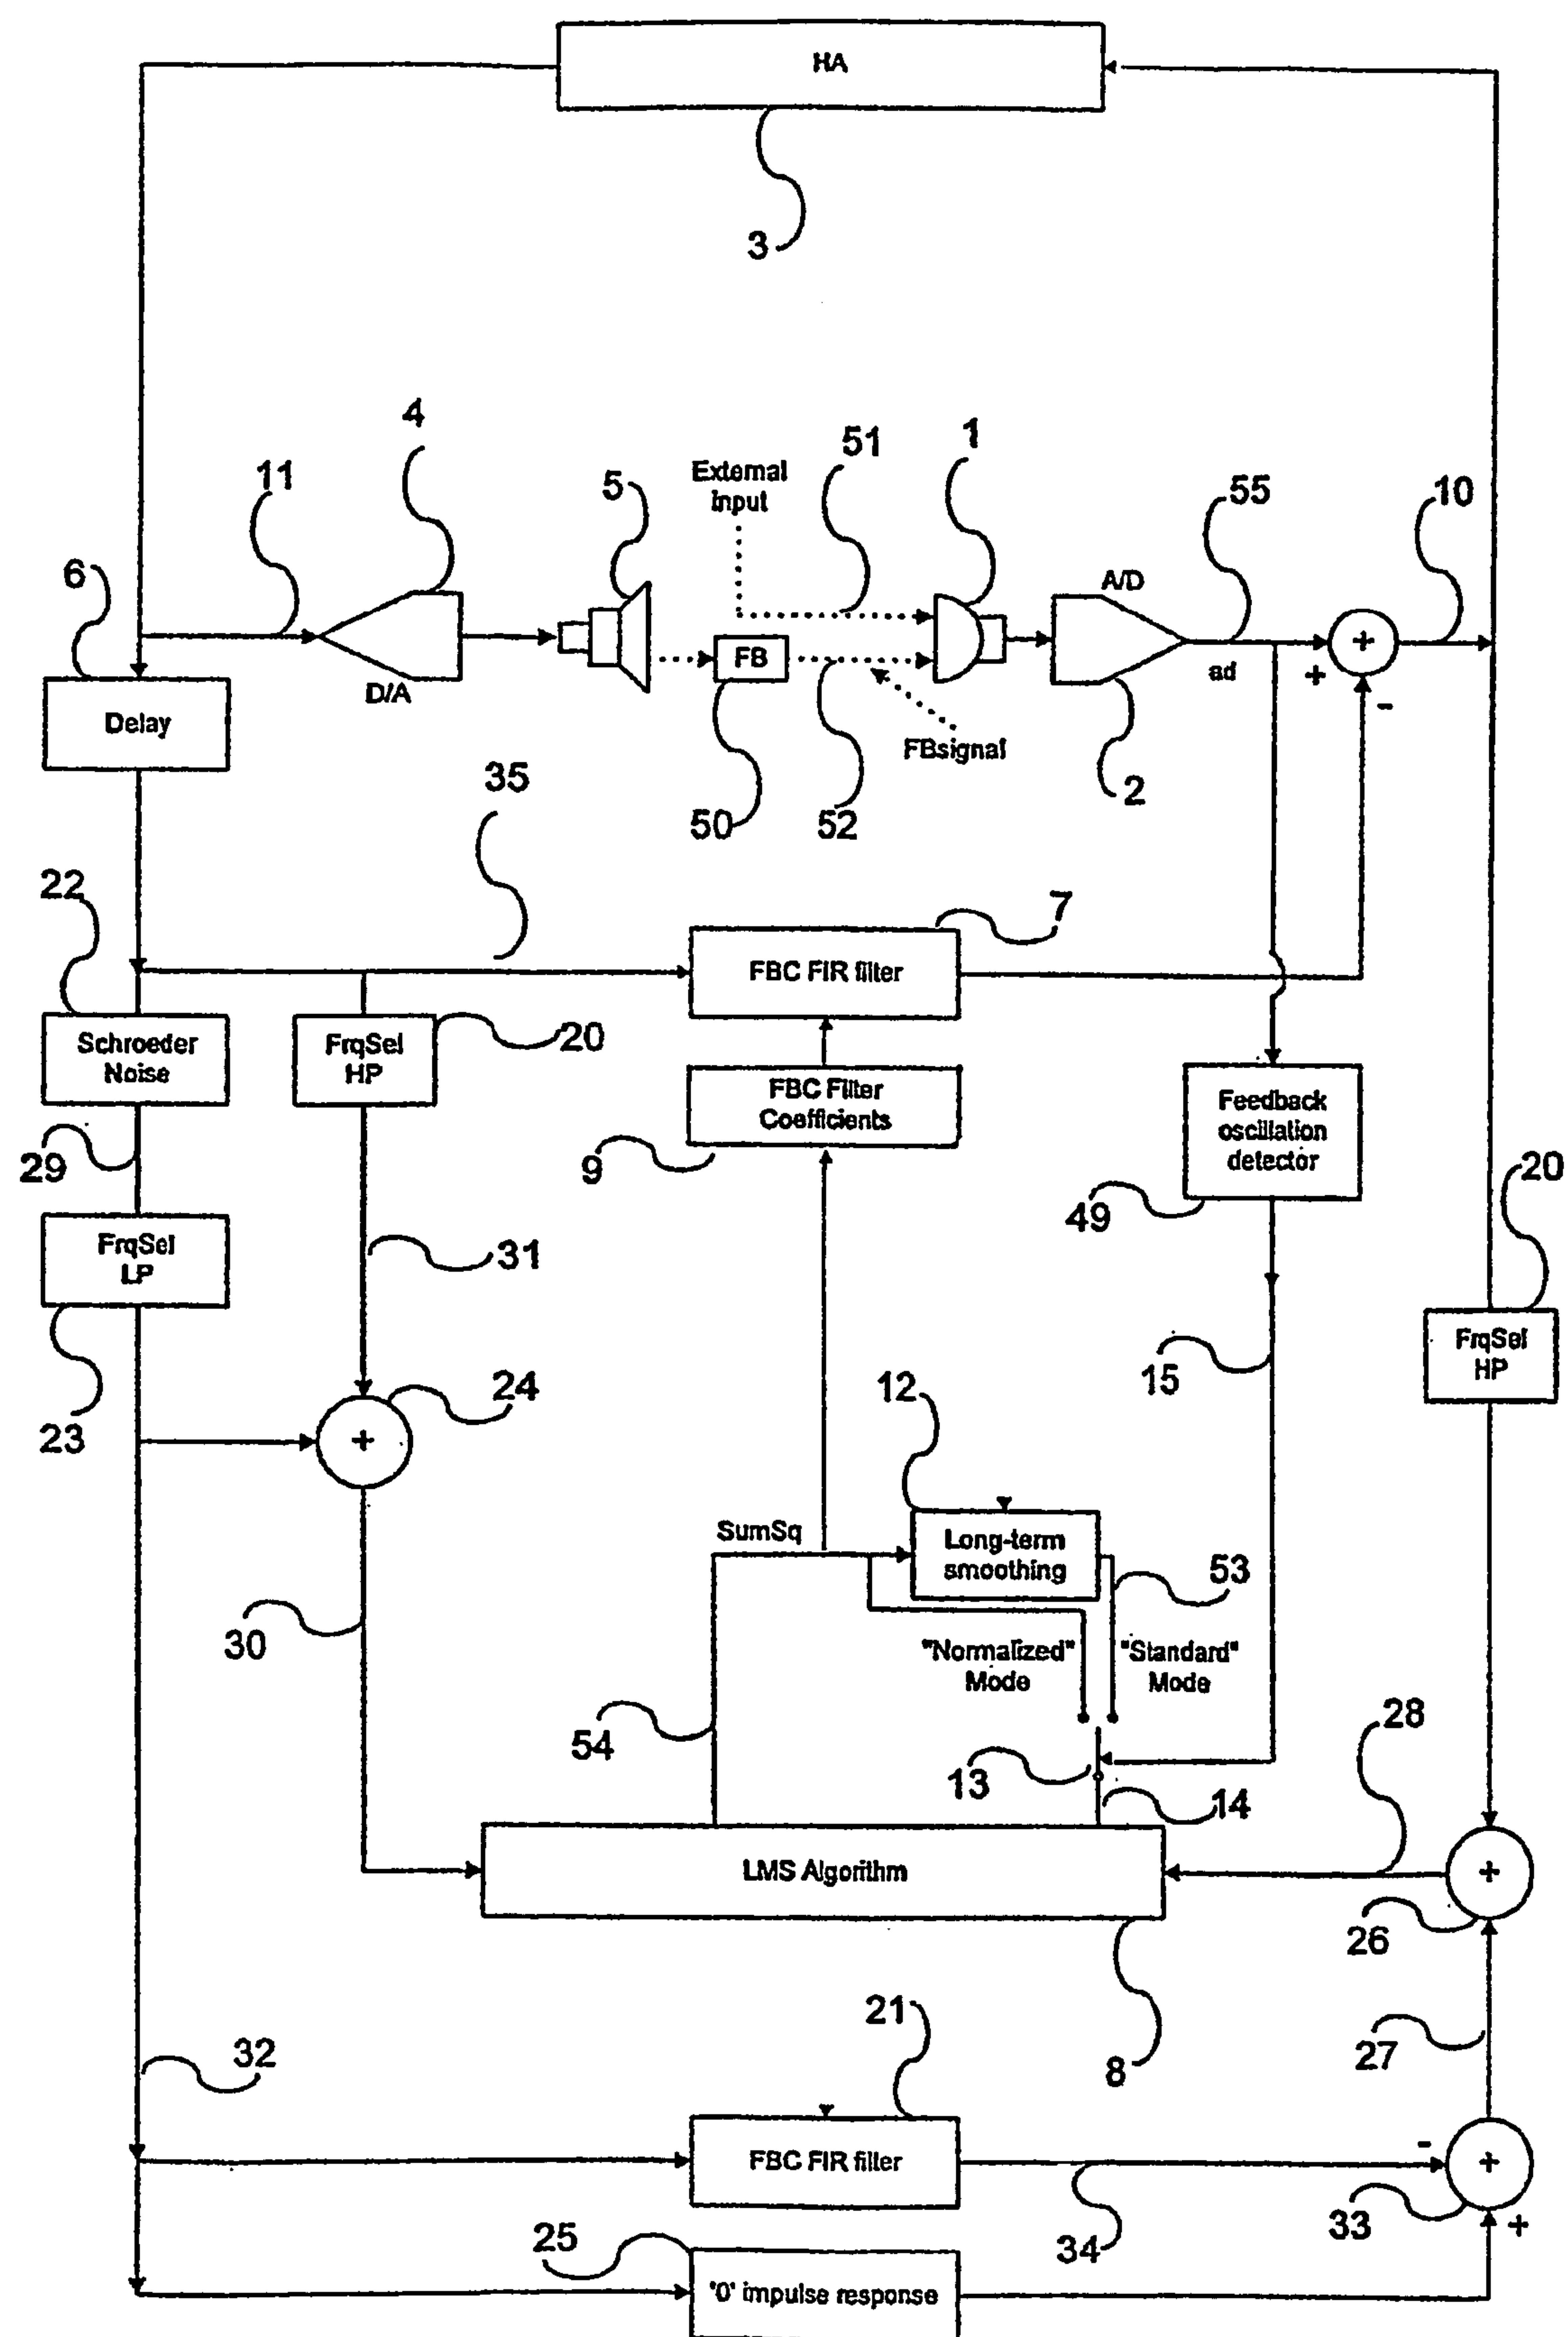 HA
3
4
51
1
11
External
Input
5
55
10
6
A/D
+
ad
+
FB
D/A
-
Delay
FBsignal
35
50
52
2
22
7
FBC FIR filter
Schroeder
Noise
FrqSel
HP
20
FBC Filter
Coefficients
Feedback
oscillation
detector
29
9
20
49
FrqSel
LP
31
FrqSel
HP
15
12
24
23
+
SumSq
Long-term
smoothing
53
30
"Normalized"
Mode
"Standard"
Mode
28
54
13
14
LMS Algorithm
+
26
21
32
27
8
-
FBC FIR filter
+
33
+
25
34
'0' impulse response